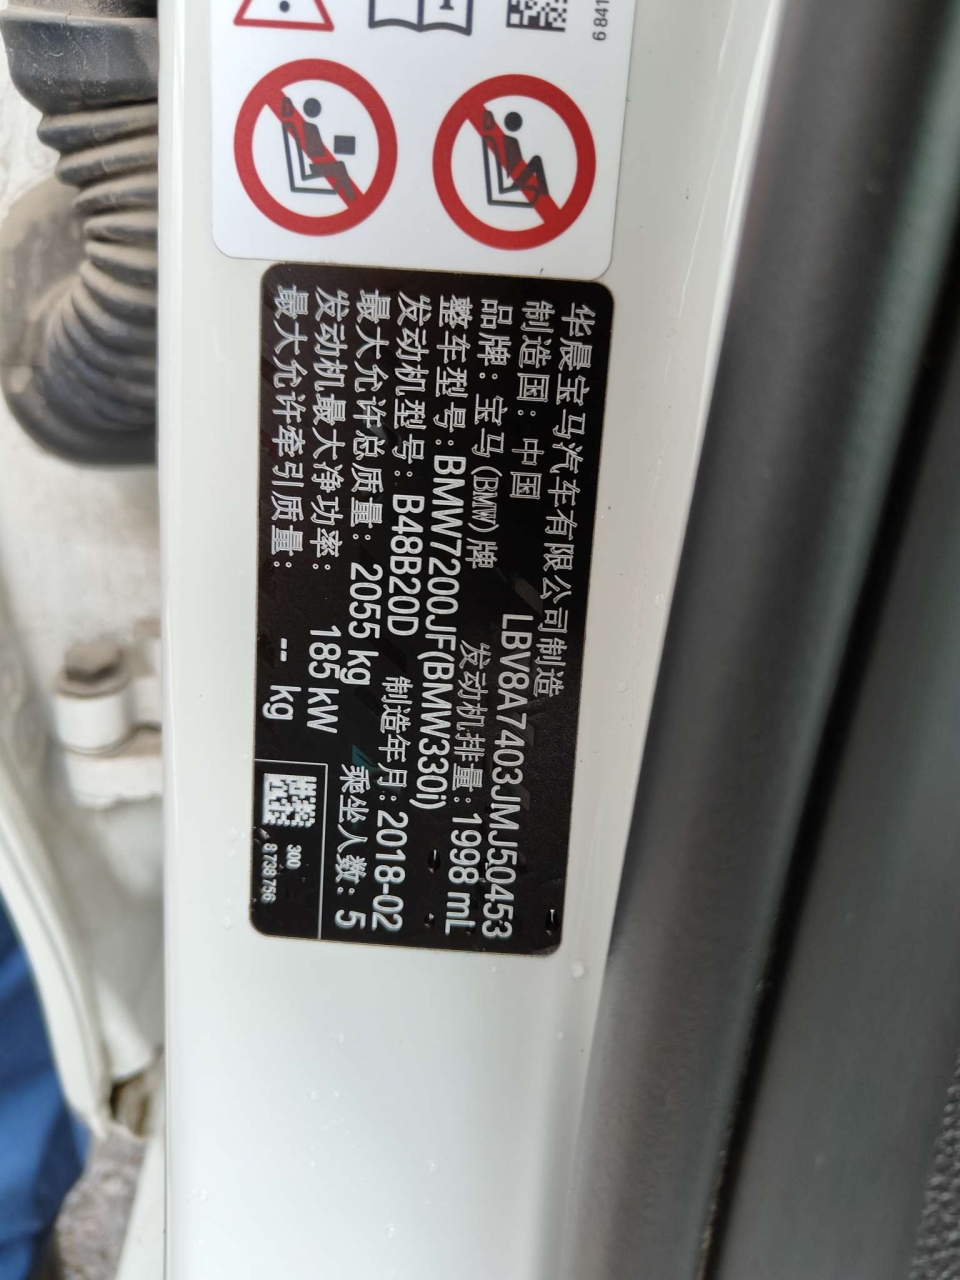 6 841
华晨宝马汽车有限公司制造
制造国：中国 LBV8A7403JMJ50453
品牌：宝马(BMW)牌 发动机排量：1998 mL
整车型号：BMW7200JF(BMW330i)
发动机型号：B48B20D 制造年月：2018-02
最大允许总质量：2055 kg 乘坐人数：5
发动机最大净功率：185 kW
最大允许牵引质量：-- kg
300
8 738 756